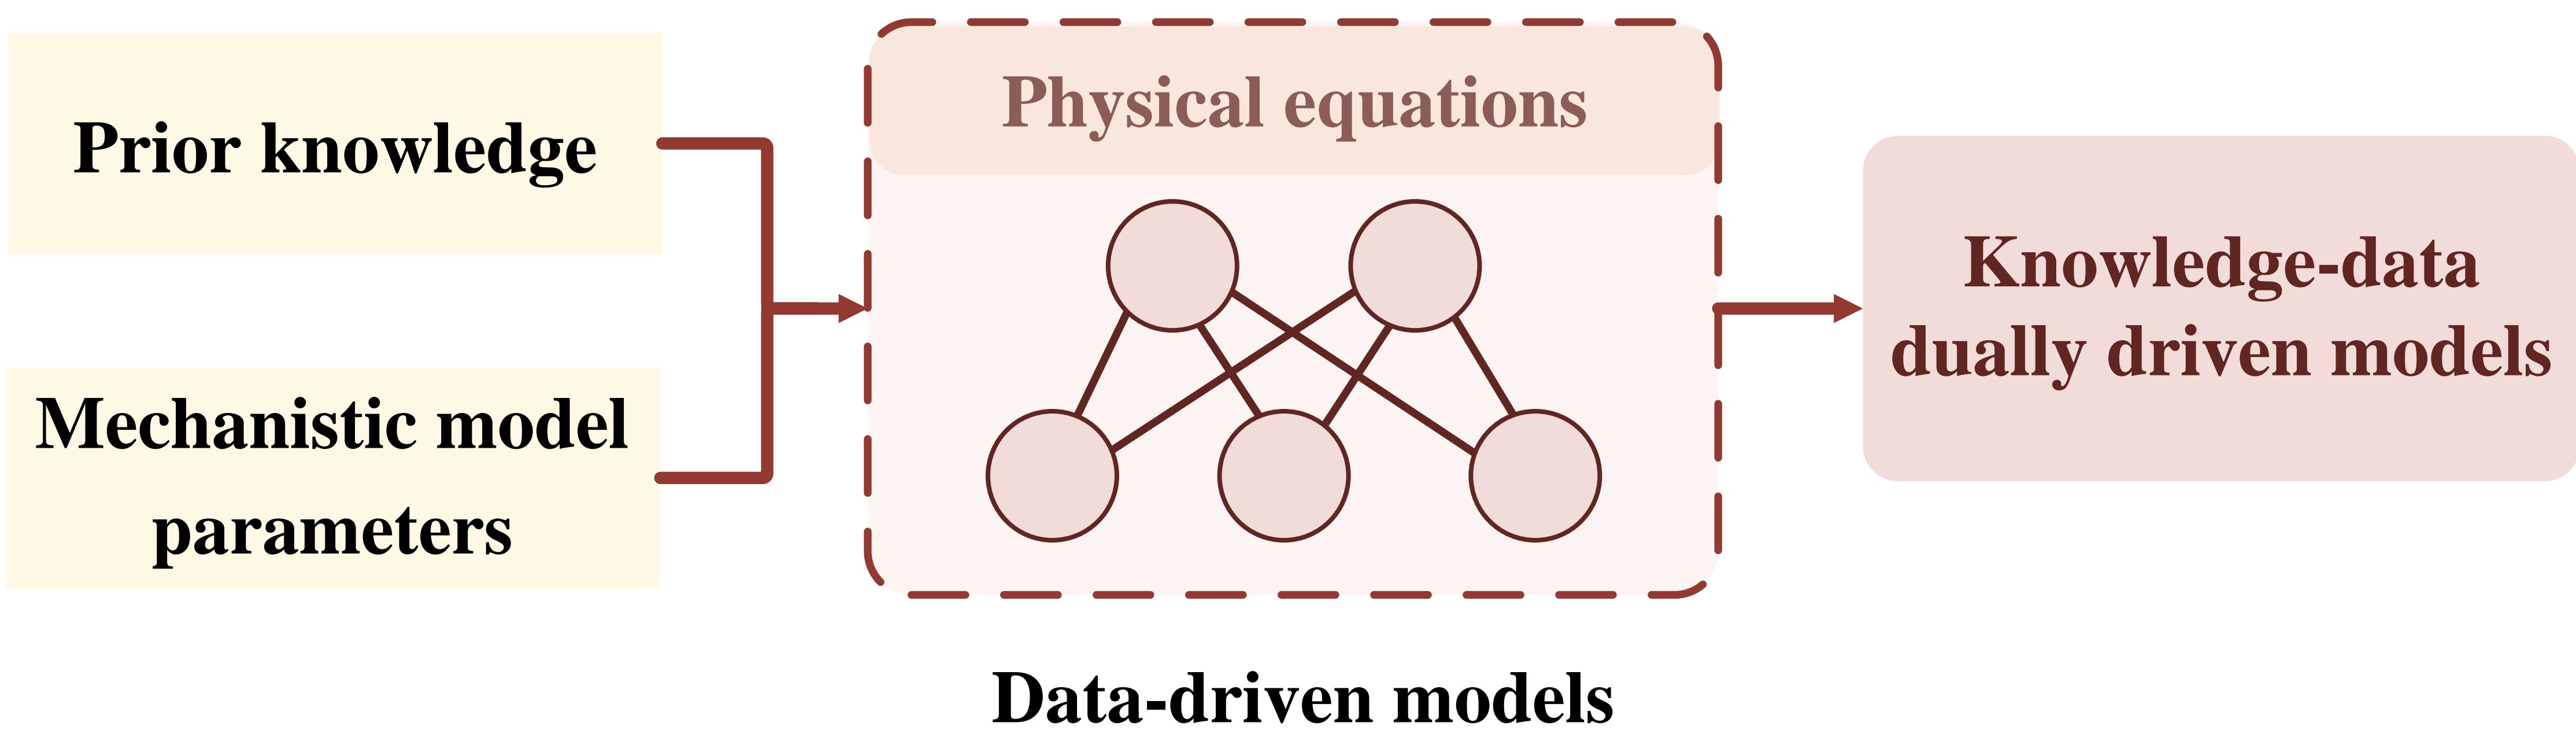 Prior knowledge
Mechanistic model
parameters
Physical equations
Data-driven models
Knowledge-data
dually driven models